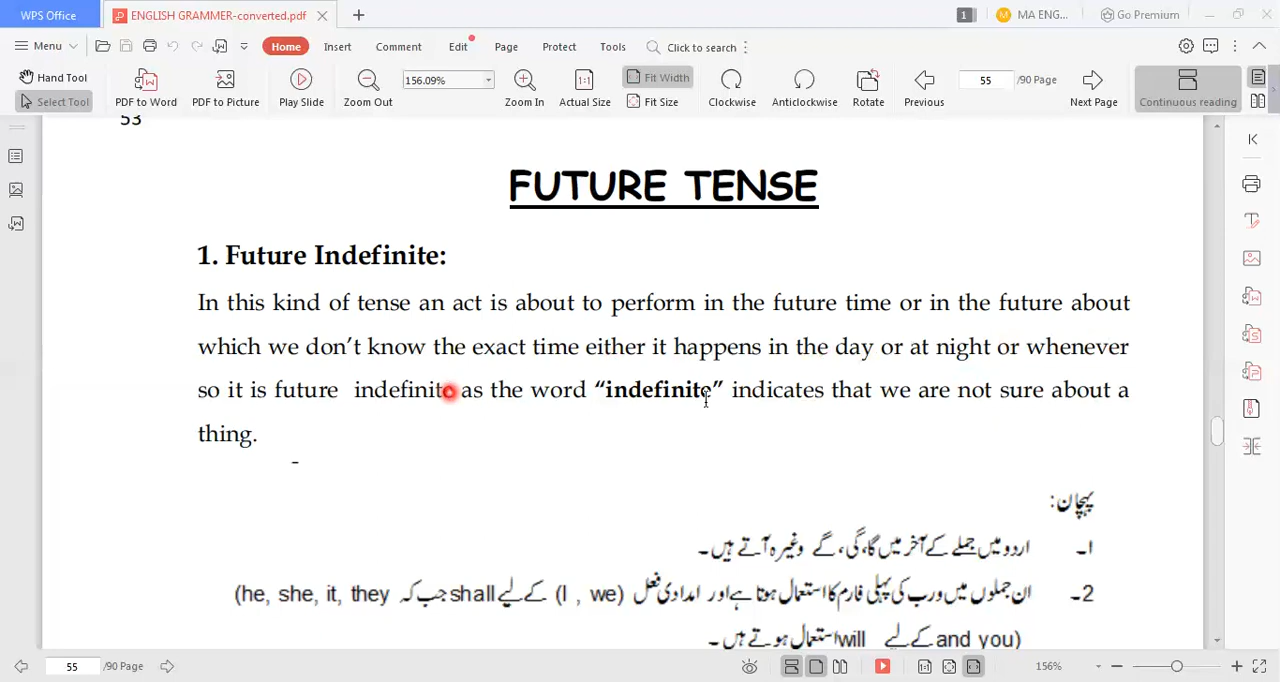 WPS Office
ENGLISH GRAMMER-converted.pdf
1
MA ENG...
Go Premium
Menu
Home
Insert
Comment
Edit
Page
Protect
Tools
Click to search
Hand Tool
Select Tool
PDF to Word
PDF to Picture
Play Slide
Zoom Out
156.09%
Zoom In
1:1
Actual Size
Fit Width
Fit Size
Clockwise
Anticlockwise
Rotate
Previous
55
/90 Page
Next Page
Continuous reading
53
FUTURE TENSE
1. Future Indefinite:
In this kind of tense an act is about to perform in the future time or in the future about
which we don’t know the exact time either it happens in the day or at night or whenever
so it is future indefinite as the word “indefinite” indicates that we are not sure about a
thing.
-
پہچان:
۱۔ اردو میں جملے کے آخر میں گا، گی، گے وغیرہ آتے ہیں۔
2۔ ان جملوں میں ورب کی پہلی فارم کا استعمال ہوتا ہے اور امدادی فعل (I , we) کے لیے shall جب کہ (he, she, it, they
and you) کے لیے will استعمال ہوتے ہیں۔
55
/90 Page
156%